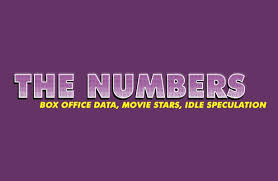 THE NUMBERS
BOX OFFICE DATA, MOVIE STARS, IDLE SPECULATION